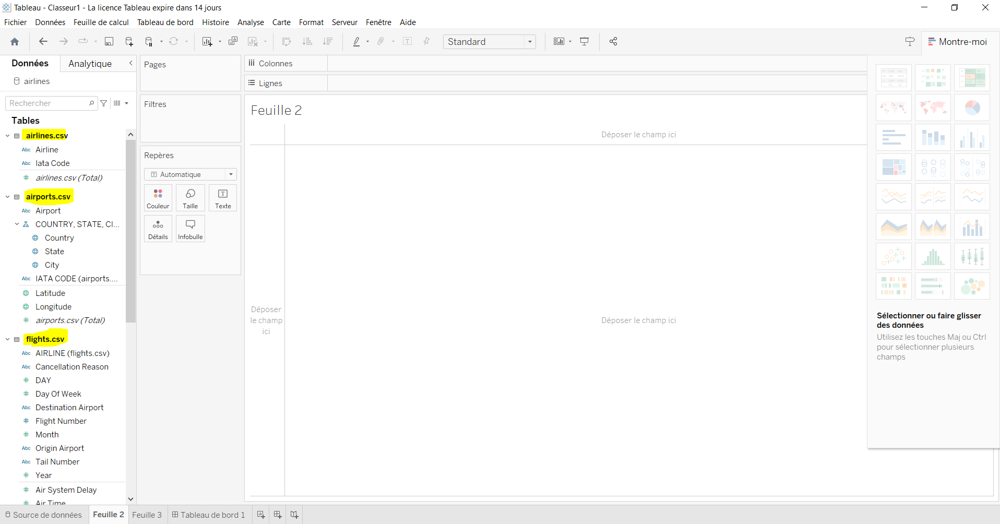 Tableau - Classeur1 - La licence Tableau expire dans 14 jours
Fichier Données Feuille de calcul Tableau de bord Histoire Analyse Carte Format Serveur Fenêtre Aide
Standard
Montre-moi
Données Analytique
airlines
Rechercher
Tables
airlines.csv
Abc Airline
Abc Iata Code
# airlines.csv (Total)
airports.csv
Abc Airport
COUNTRY, STATE, CI...
Country
State
City
Abc IATA CODE (airports....
Latitude
Longitude
# airports.csv (Total)
flights.csv
Abc AIRLINE (flights.csv)
Abc Cancellation Reason
# DAY
# Day Of Week
Abc Destination Airport
# Flight Number
# Month
Abc Origin Airport
Abc Tail Number
# Year
# Air System Delay
# Air Time
Pages
Filtres
Repères
Automatique
Couleur Taille Texte
Détails Infobulle
Colonnes
Lignes
Feuille 2
Déposer le champ ici
Déposer
le champ
ici
Déposer le champ ici
Sélectionner ou faire glisser
des données
Utilisez les touches Maj ou Ctrl
pour sélectionner plusieurs
champs
Source de données Feuille 2 Feuille 3 Tableau de bord 1